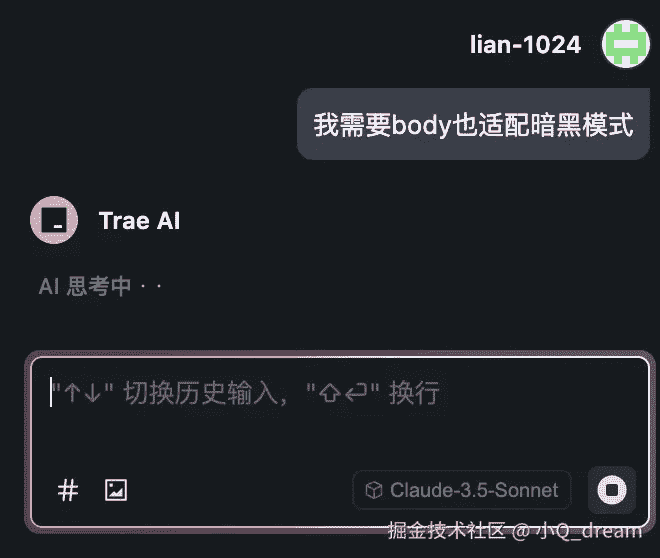 lian-1024
我需要body也适配暗黑模式
Trae AI
AI 思考中 · ·
"↑↓" 切换历史输入，"⇧⏎" 换行
Claude-3.5-Sonnet
掘金技术社区 @ 小Q_dream